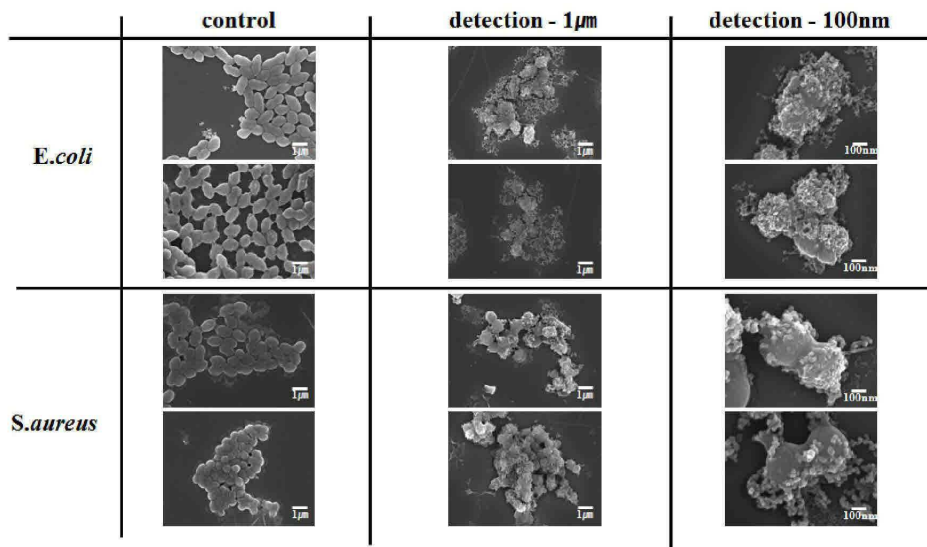 control detection - 1㎛ detection - 100nm
E.coli
1㎛ 1㎛ 100nm
1㎛ 1㎛ 100nm
S.aureus
1㎛ 1㎛ 100nm
1㎛ 1㎛ 100nm